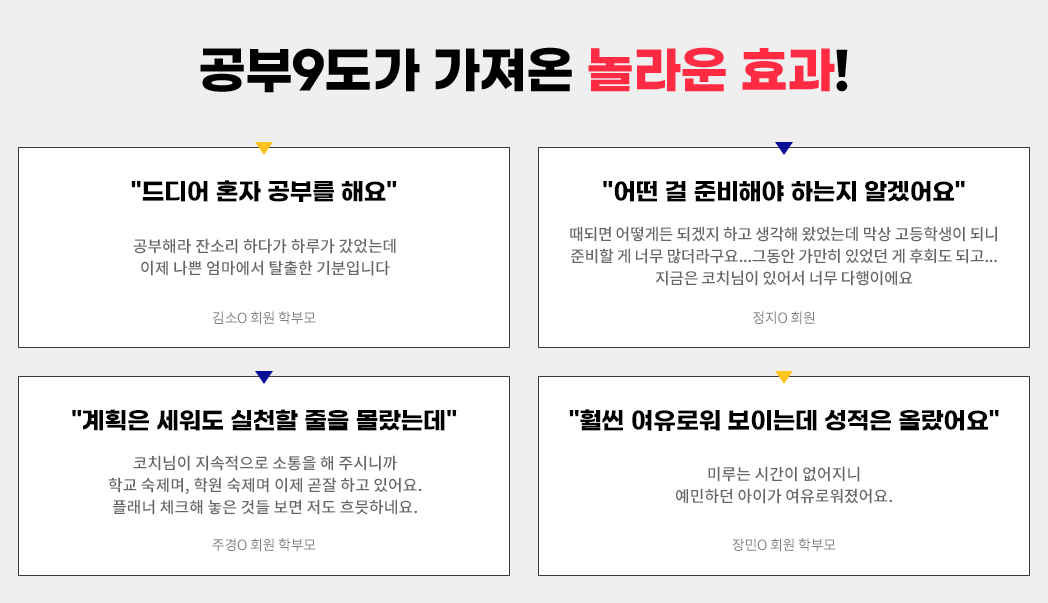 공부9도가 가져온 놀라운 효과!
"드디어 혼자 공부를 해요"
공부해라 잔소리 하다가 하루가 갔었는데
이제 나쁜 엄마에서 탈출한 기분입니다
김소O 회원 학부모
"어떤 걸 준비해야 하는지 알겠어요"
때되면 어떻게든 되겠지 하고 생각해 왔었는데 막상 고등학생이 되니
준비할 게 너무 많더라구요...그동안 가만히 있었던 게 후회도 되고...
지금은 코치님이 있어서 너무 다행이에요
정지O 회원
"계획은 세워도 실천할 줄을 몰랐는데"
코치님이 지속적으로 소통을 해 주시니까
학교 숙제며, 학원 숙제며 이제 곧잘 하고 있어요.
플래너 체크해 놓은 것들 보면 저도 흐뭇하네요.
주경O 회원 학부모
"훨씬 여유로워 보이는데 성적은 올랐어요"
미루는 시간이 없어지니
예민하던 아이가 여유로워졌어요.
장민O 회원 학부모